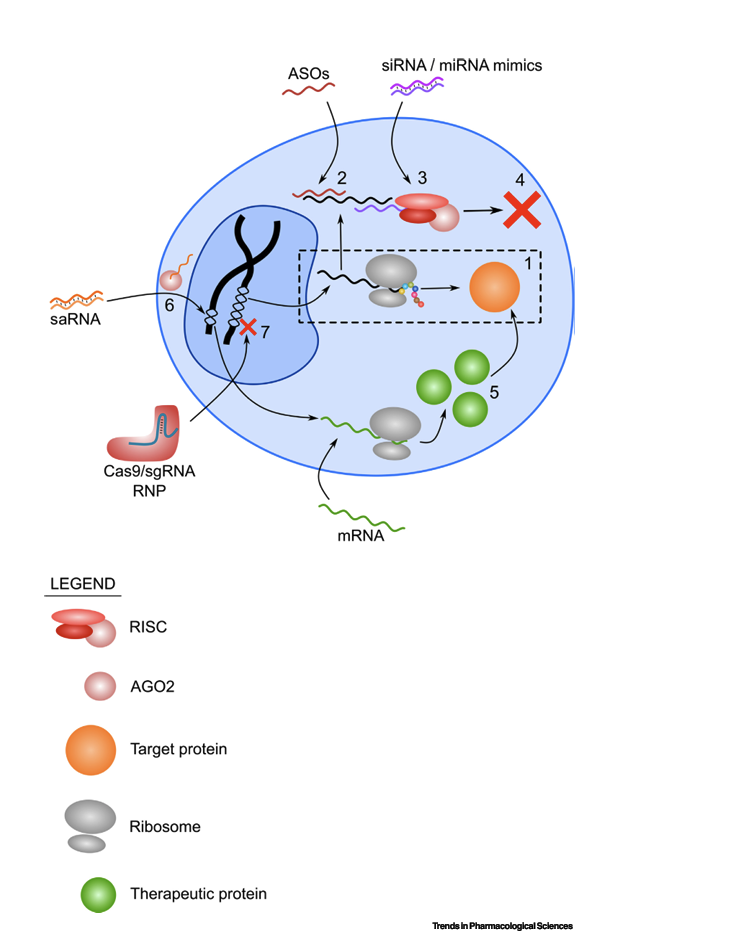 ASOs
siRNA / miRNA mimics
2
3
4
1
6
saRNA
7
5
Cas9/sgRNA
RNP
mRNA
LEGEND
RISC
AGO2
Target protein
Ribosome
Therapeutic protein
Trends in Pharmacological Sciences